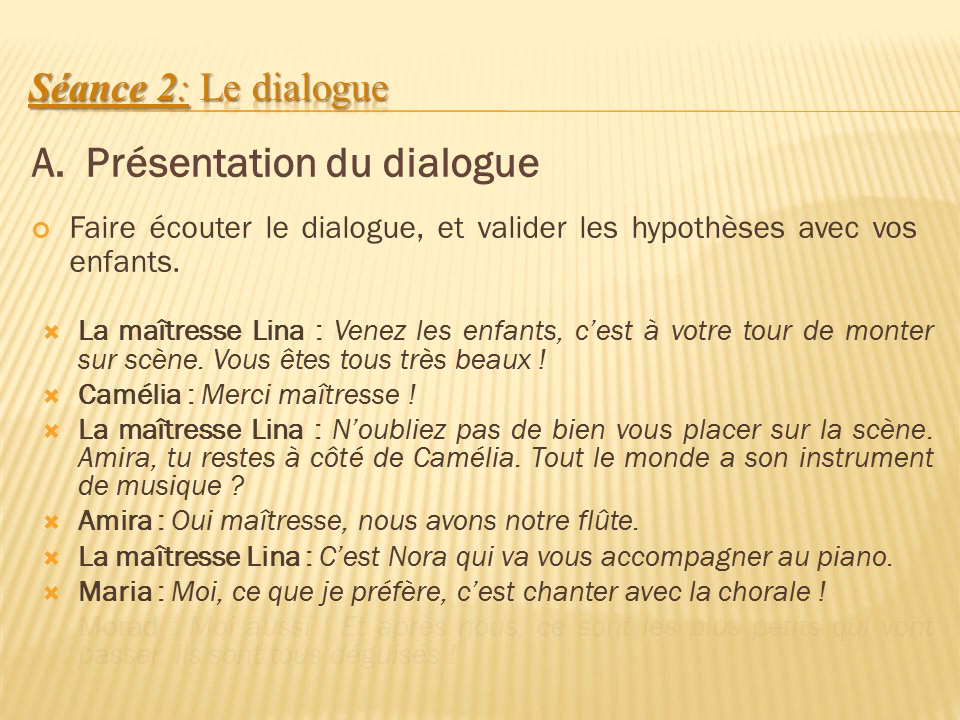 Séance 2: Le dialogue
A. Présentation du dialogue
Faire écouter le dialogue, et valider les hypothèses avec vos
enfants.
La maîtresse Lina : Venez les enfants, c’est à votre tour de monter
sur scène. Vous êtes tous très beaux !
Camélia : Merci maîtresse !
La maîtresse Lina : N’oubliez pas de bien vous placer sur la scène.
Amira, tu restes à côté de Camélia. Tout le monde a son instrument
de musique ?
Amira : Oui maîtresse, nous avons notre flûte.
La maîtresse Lina : C’est Nora qui va vous accompagner au piano.
Maria : Moi, ce que je préfère, c’est chanter avec la chorale !
Morad : Moi aussi ! Et après nous, ce sont les plus petits qui vont
passer, ils sont tous déguisés !